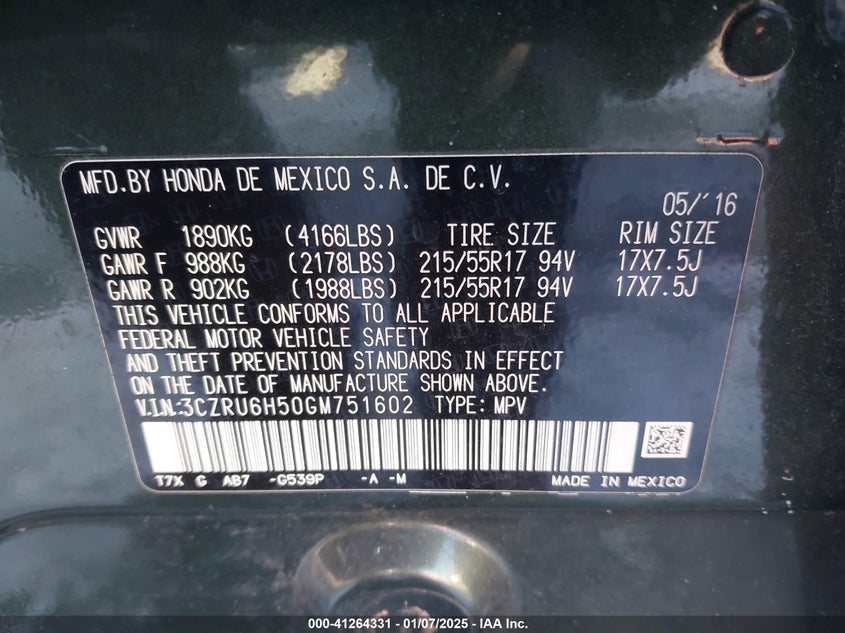 MFD.BY HONDA DE MEXICO S.A. DE C.V.
05/'16
GVWR 1890KG (4166LBS) TIRE SIZE RIM SIZE
GAWR F 988KG (2178LBS) 215/55R17 94V 17X7.5J
GAWR R 902KG (1988LBS) 215/55R17 94V 17X7.5J
THIS VEHICLE CONFORMS TO ALL APPLICABLE
FEDERAL MOTOR VEHICLE SAFETY
AND THEFT PREVENTION STANDARDS IN EFFECT
ON THE DATE OF MANUFACTURE SHOWN ABOVE.
V.I.N.:3CZRU6H50GM751602 TYPE: MPV
T7X G AB7 -G539P -A -M MADE IN MEXICO
000-41264331 - 01/07/2025 - IAA Inc.